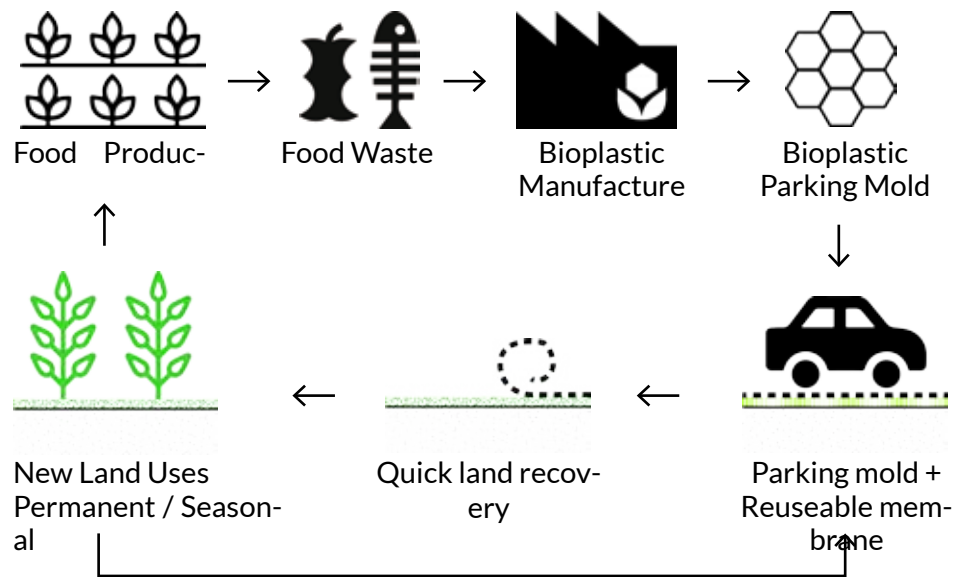 Food Produc-
Food Waste
Bioplastic
Manufacture
Bioplastic
Parking Mold
New Land Uses
Permanent / Season-
al
Quick land recov-
ery
Parking mold +
Reuseable mem-
brane